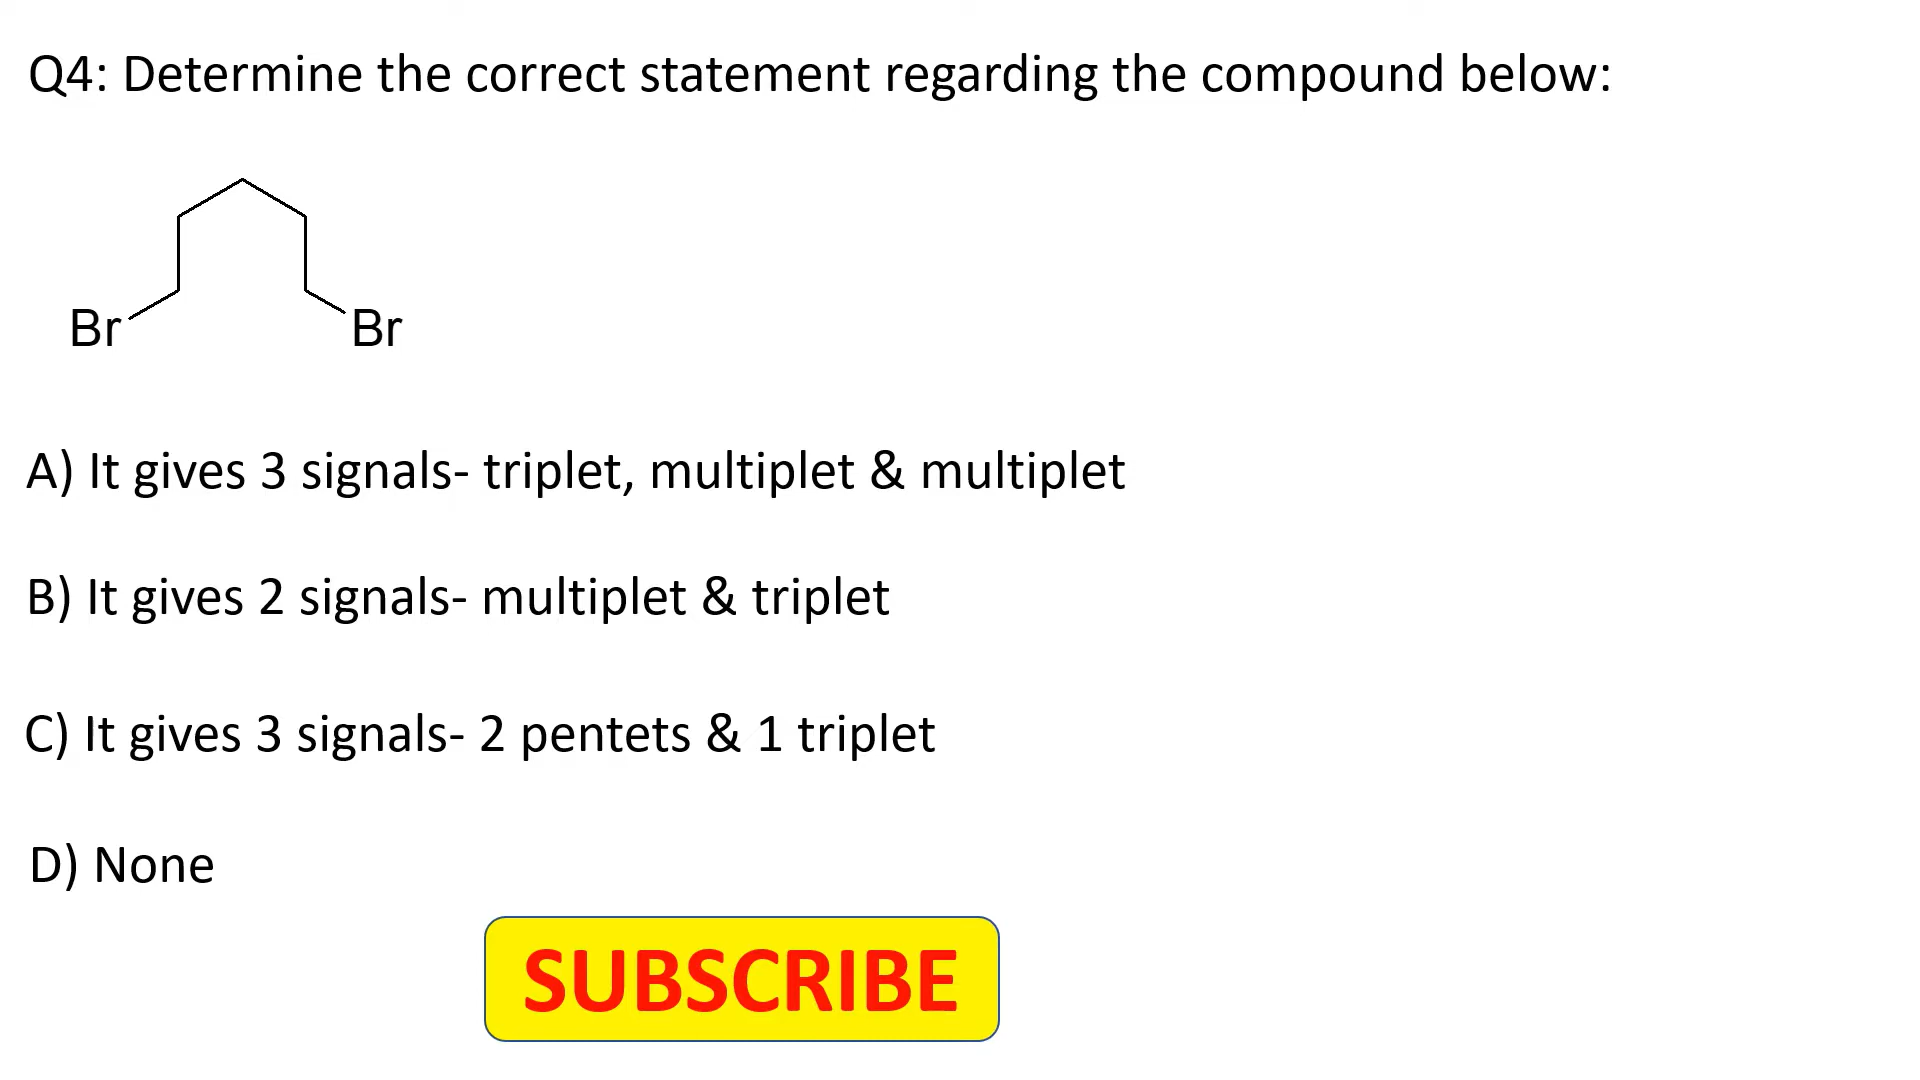 Q4: Determine the correct statement regarding the compound below:
Br Br
A) It gives 3 signals- triplet, multiplet & multiplet
B) It gives 2 signals- multiplet & triplet
C) It gives 3 signals- 2 pentets & 1 triplet
D) None
SUBSCRIBE